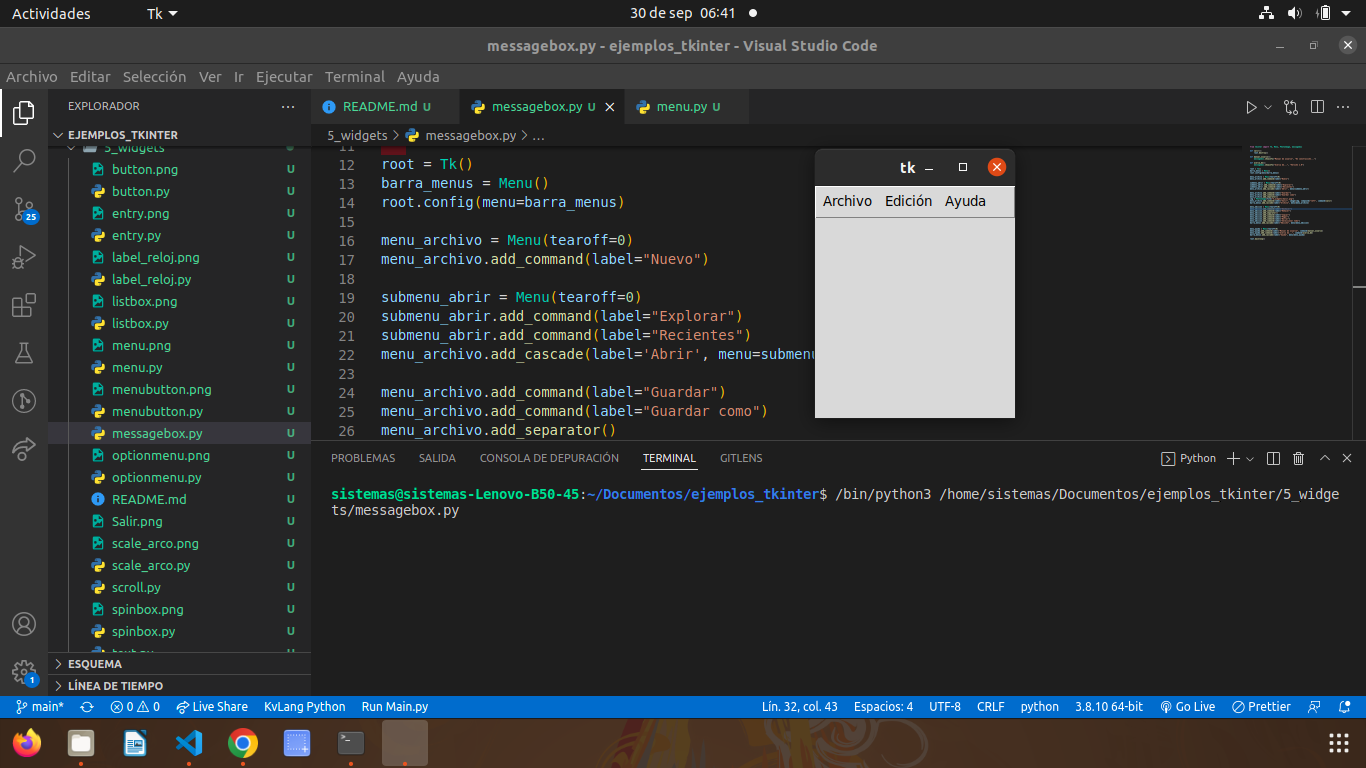 Actividades Tk 30 de sep 06:41
messagebox.py - ejemplos_tkinter - Visual Studio Code
Archivo Editar Selección Ver Ir Ejecutar Terminal Ayuda
EXPLORADOR
EJEMPLOS_TKINTER
5_widgets
button.png U
button.py U
entry.png U
entry.py U
label_reloj.png U
label_reloj.py U
listbox.png U
listbox.py U
menu.png U
menu.py U
menubutton.png U
menubutton.py U
messagebox.py U
optionmenu.png U
optionmenu.py U
README.md U
Salir.png U
scale_arco.png U
scale_arco.py U
scroll.py U
spinbox.png U
spinbox.py U
ESQUEMA
LÍNEA DE TIEMPO
25
1
README.md U messagebox.py U menu.py U
5_widgets > messagebox.py > ...
11
12 root = Tk()
13 barra_menus = Menu()
14 root.config(menu=barra_menus)
15
16 menu_archivo = Menu(tearoff=0)
17 menu_archivo.add_command(label="Nuevo")
18
19 submenu_abrir = Menu(tearoff=0)
20 submenu_abrir.add_command(label="Explorar")
21 submenu_abrir.add_command(label="Recientes")
22 menu_archivo.add_cascade(label='Abrir', menu=submenu
23
24 menu_archivo.add_command(label="Guardar")
25 menu_archivo.add_command(label="Guardar como")
26 menu_archivo.add_separator()
tk
Archivo Edición Ayuda
PROBLEMAS SALIDA CONSOLA DE DEPURACIÓN TERMINAL GITLENS Python
sistemas@sistemas-Lenovo-B50-45:~/Documentos/ejemplos_tkinter$ /bin/python3 /home/sistemas/Documentos/ejemplos_tkinter/5_widge
ts/messagebox.py
main* 0 0 Live Share KvLang Python Run Main.py Lín. 32, col. 43 Espacios: 4 UTF-8 CRLF python 3.8.10 64-bit Go Live Prettier